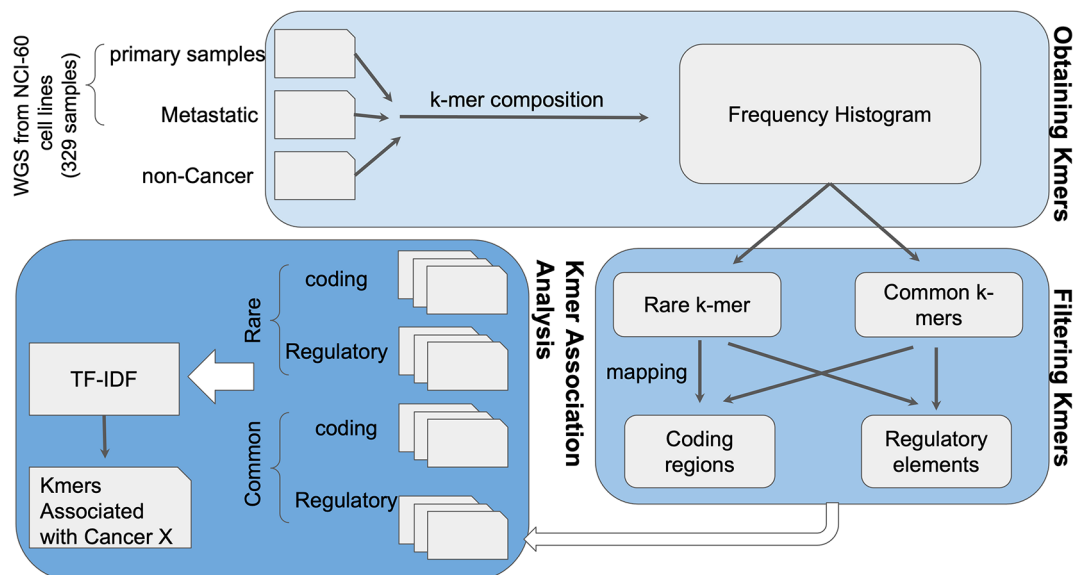 WGS from NCI-60
cell lines
(329 samples)
primary samples
Metastatic
non-Cancer
k-mer composition
Frequency Histogram
Obtaining Kmers
Rare k-mer
Common k-
mers
mapping
Coding
regions
Regulatory
elements
Filtering Kmers
Kmer Association
Analysis
Rare
coding
Regulatory
Common
coding
Regulatory
TF-IDF
Kmers
Associated
with Cancer X